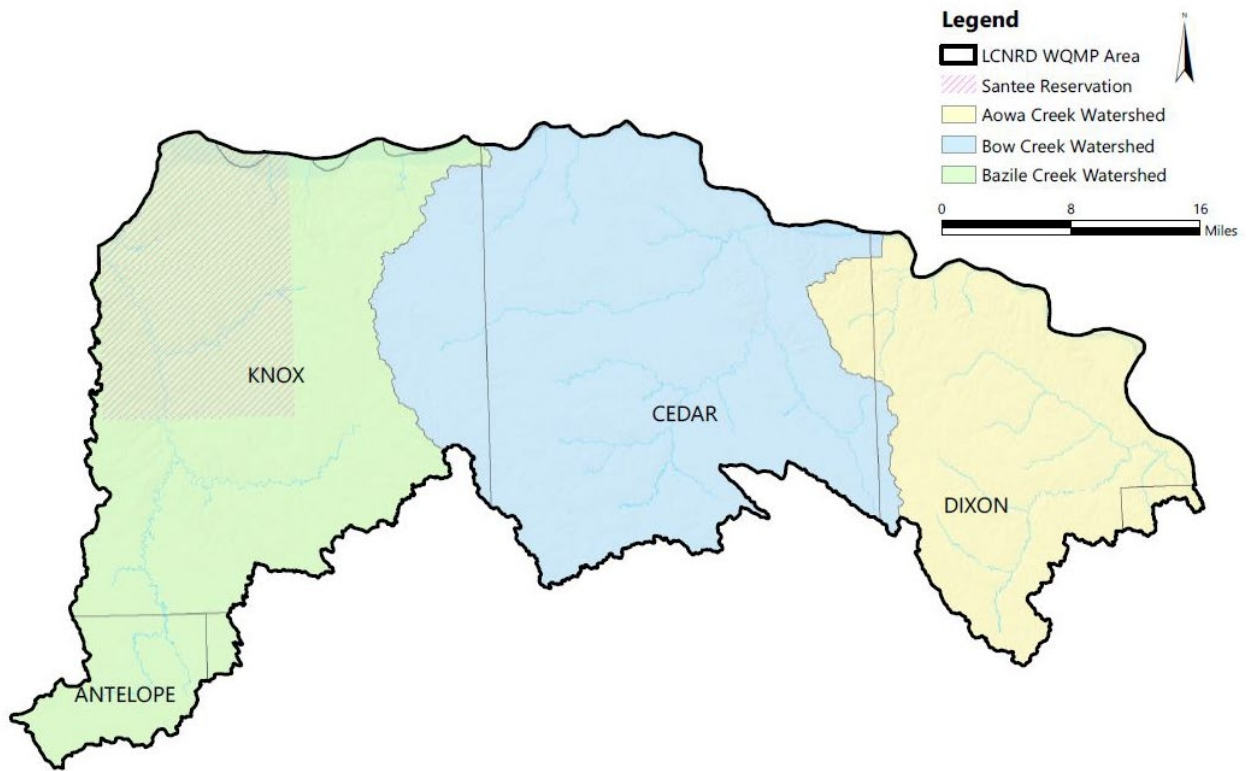 Legend
N
LCNRD WQMP Area
Santee Reservation
Aowa Creek Watershed
Bow Creek Watershed
Bazile Creek Watershed
0 8 16
Miles
KNOX
CEDAR
DIXON
ANTELOPE